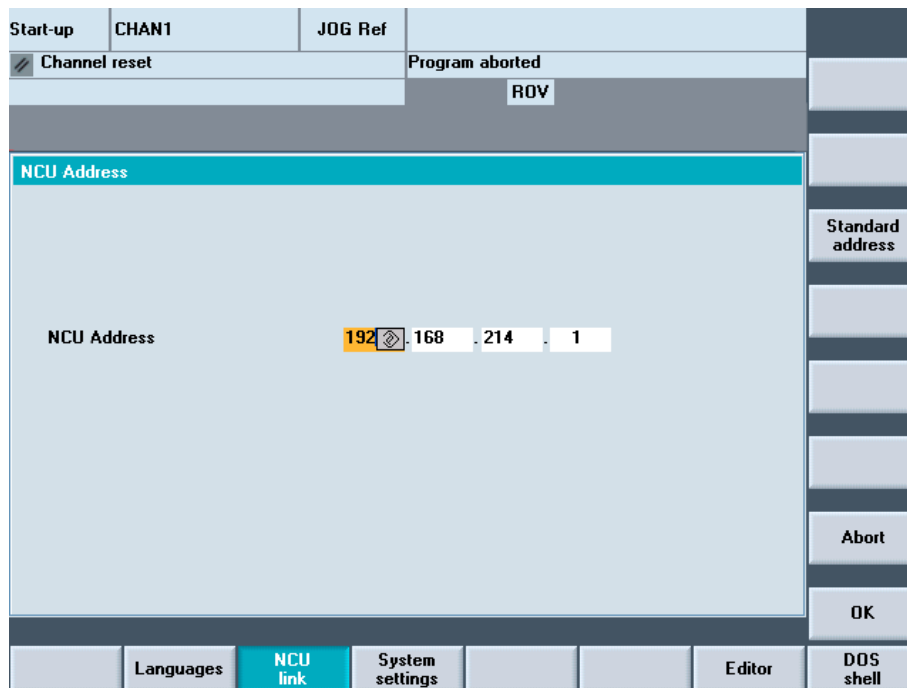 Start-up CHAN1 JOG Ref
Channel reset Program aborted
ROV
NCU Address
Standard
address
NCU Address 192 . 168 . 214 . 1
Abort
OK
Languages NCU link System settings Editor DOS shell